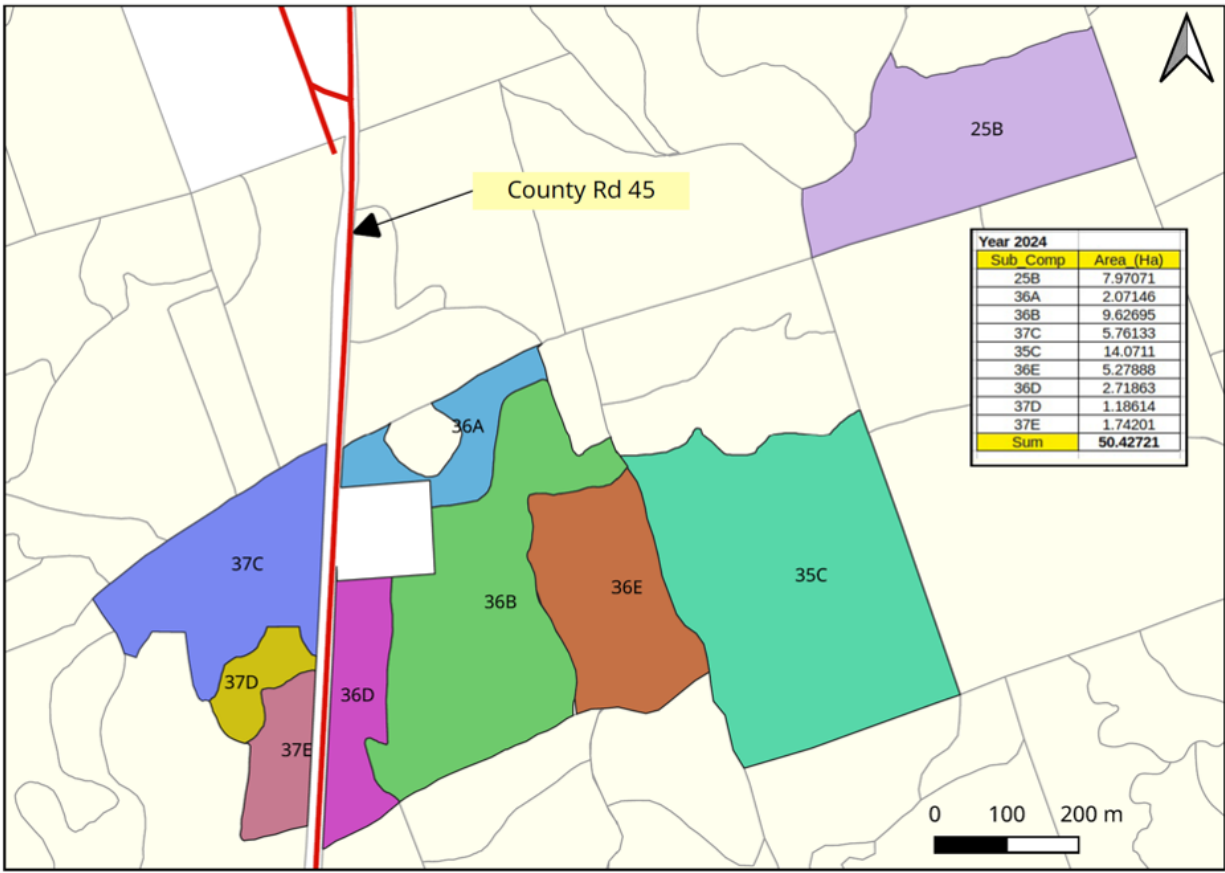 25B
County Rd 45
Year 2024
Sub_Comp Area_(Ha)
25B 7.97071
36A 2.07146
36B 9.62695
37C 5.76133
35C 14.0711
36E 5.27888
36D 2.71863
37D 1.18614
37E 1.74201
Sum 50.42721
36A
37C
35C
36E
36B
37D
36D
37E
0 100 200 m